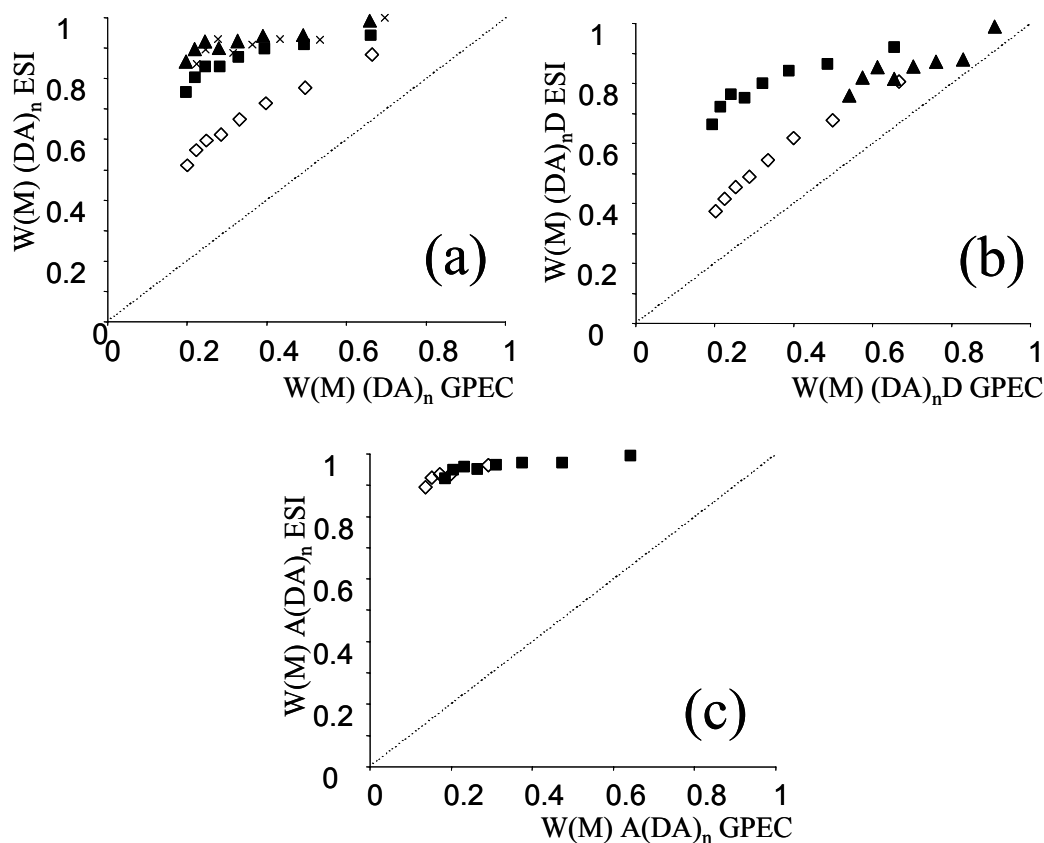 W(M) (DA)n ESI
1
0.8
0.6
0.4
0.2
0
(a)
0 0.2 0.4 0.6 0.8 1
W(M) (DA)n GPEC
W(M) (DA)nD ESI
1
0.8
0.6
0.4
0.2
0
(b)
0 0.2 0.4 0.6 0.8 1
W(M) (DA)nD GPEC
W(M) A(DA)n ESI
1
0.8
0.6
0.4
0.2
0
(c)
0 0.2 0.4 0.6 0.8 1
W(M) A(DA)n GPEC